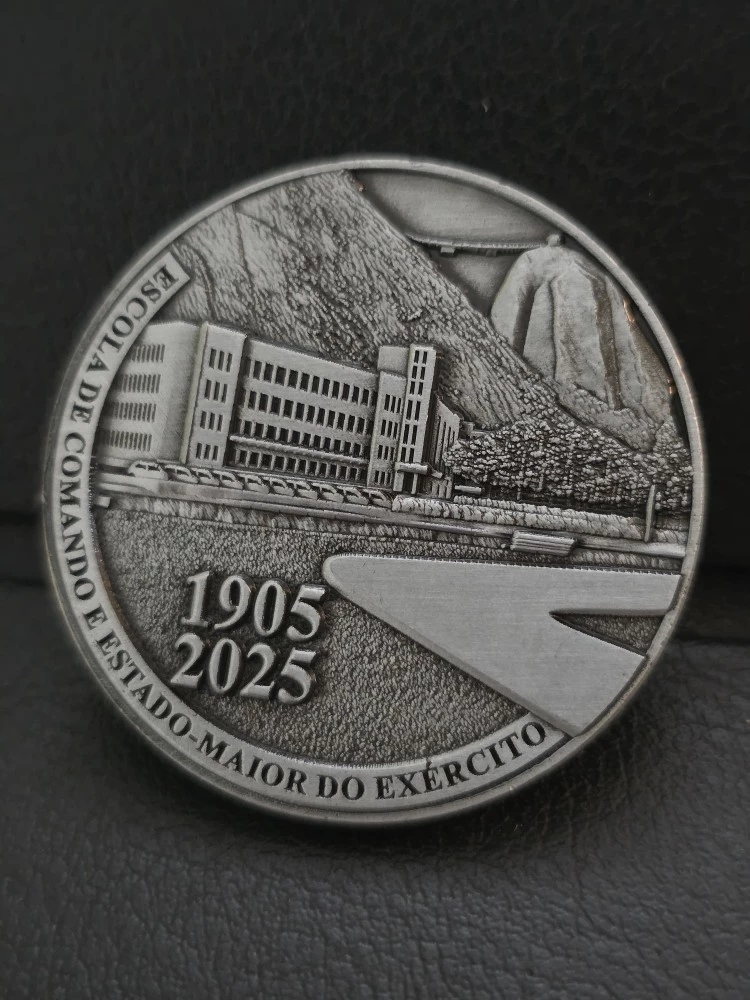 ESCOLA DE COMANDO E ESTADO-MAIOR DO EXÉRCITO
1905
2025